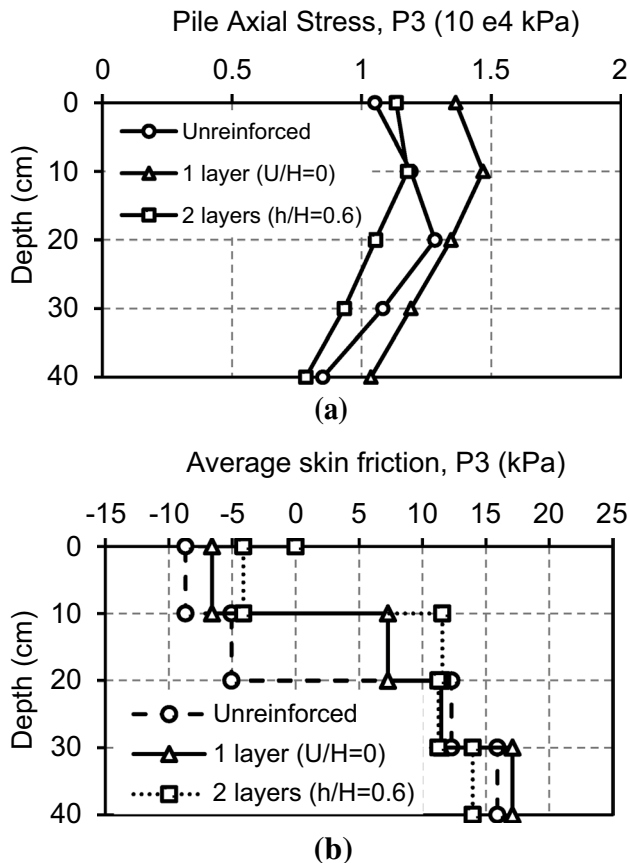 Pile Axial Stress, P3 (10 e4 kPa)
0 0.5 1 1.5 2
0
10
20
30
40
Depth (cm)
Unreinforced
1 layer (U/H=0)
2 layers (h/H=0.6)
(a)
Average skin friction, P3 (kPa)
-15 -10 -5 0 5 10 15 20 25
0
10
20
30
40
Depth (cm)
Unreinforced
1 layer (U/H=0)
2 layers (h/H=0.6)
(b)